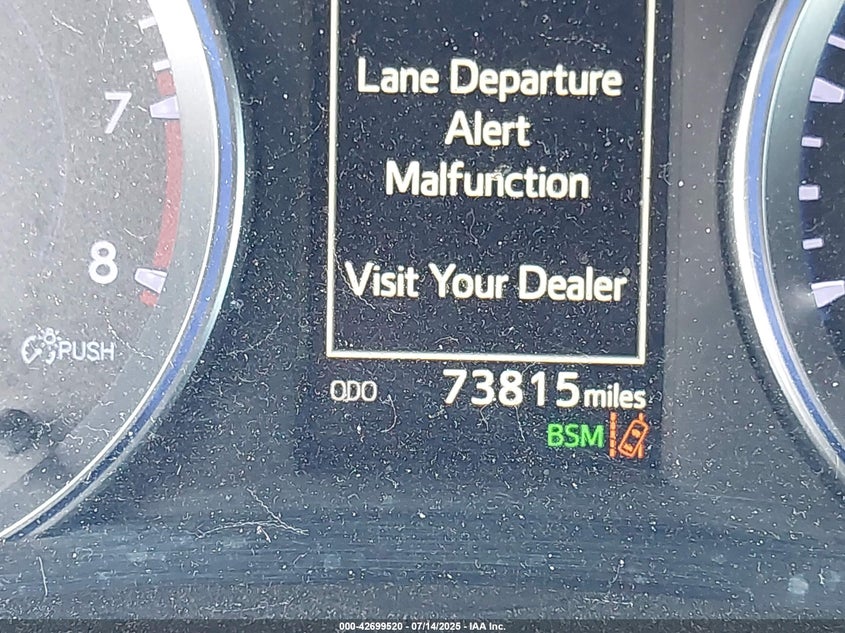 Lane Departure
Alert
Malfunction
Visit Your Dealer
7
8
PUSH
ODO 73815 miles
BSM
000-42699520 - 07/14/2025 - IAA Inc.